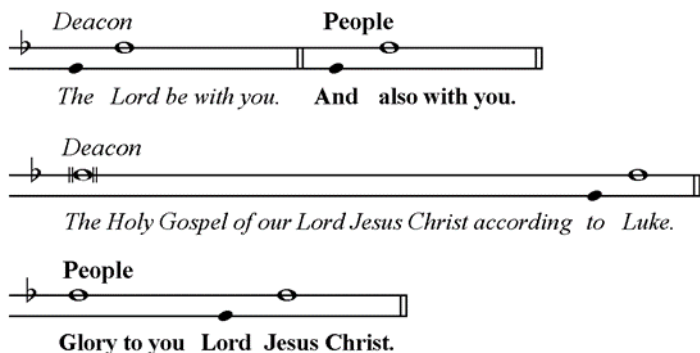 Deacon People
The Lord be with you. And also with you.
Deacon
The Holy Gospel of our Lord Jesus Christ according to Luke.
People
Glory to you Lord Jesus Christ.